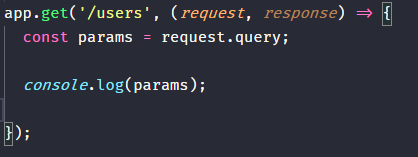 app.get('/users', (request, response) => {
const params = request.query;
console.log(params);
});